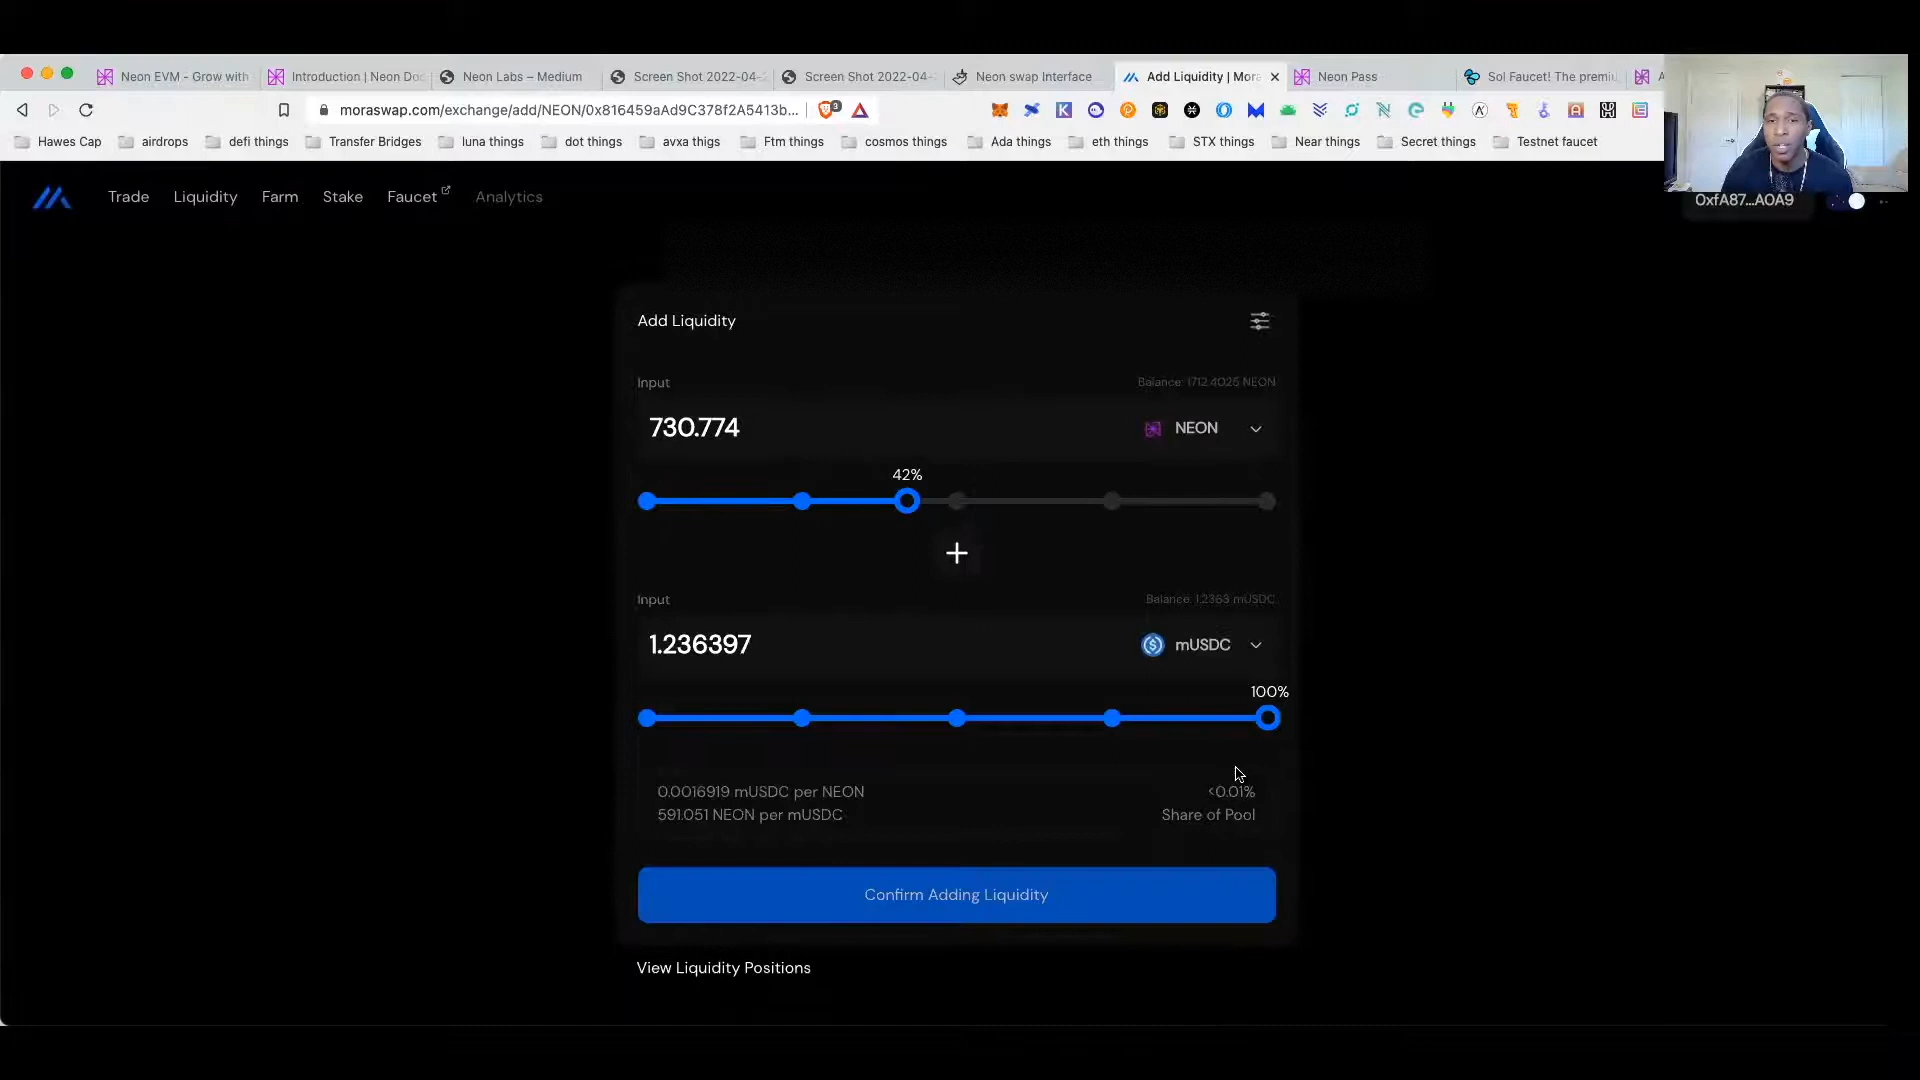 Neon EVM - Grow with
Introduction | Neon Doc
Neon Labs – Medium
Screen Shot 2022-04-
Screen Shot 2022-04-
Neon swap Interface
Add Liquidity | Mora
Neon Pass
Sol Faucet! The premi
moraswap.com/exchange/add/NEON/0x816459aAd9C378f2A5413b...
3
Hawes Cap
airdrops
defi things
Transfer Bridges
luna things
dot things
avxa thigs
Ftm things
cosmos things
Ada things
eth things
STX things
Near things
Secret things
Testnet faucet
Trade
Liquidity
Farm
Stake
Faucet
Analytics
0xfA87...A0A9
Add Liquidity
Input
Balance: 1712.4025 NEON
730.774
NEON
42%
Input
Balance: 1.2363 mUSDC
1.236397
mUSDC
100%
0.0016919 mUSDC per NEON
<0.01%
591.051 NEON per mUSDC
Share of Pool
Confirm Adding Liquidity
View Liquidity Positions